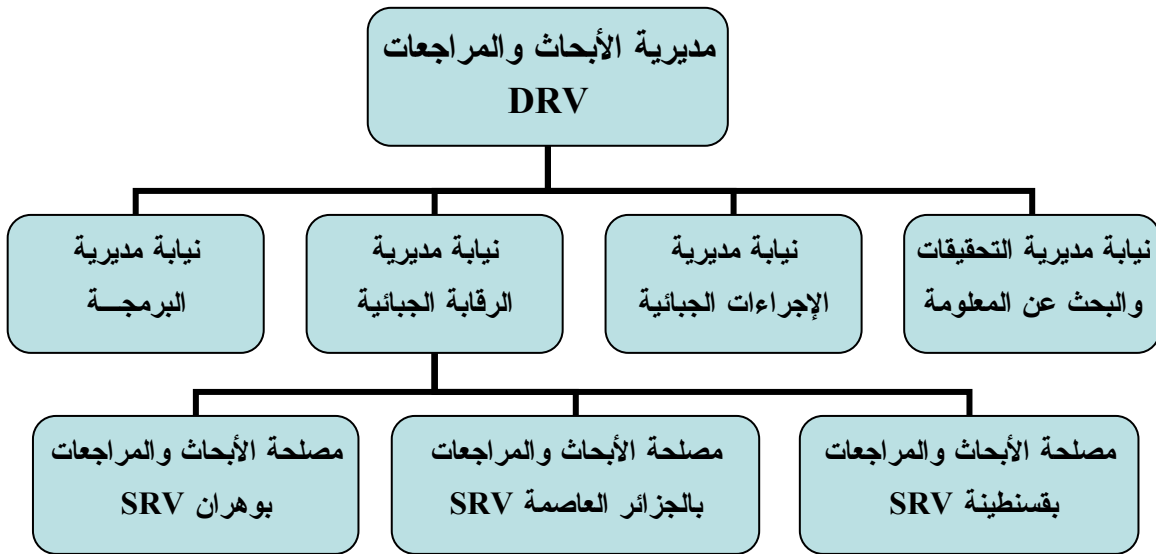 مديرية الأبحاث والمراجعات
DRV
نيابة مديرية التحقيقات
والبحث عن المعلومة
نيابة مديرية
الإجراءات الجبائية
نيابة مديرية
الرقابة الجبائية
نيابة مديرية
البرمجـــة
مصلحة الأبحاث والمراجعات
بقسنطينة SRV
مصلحة الأبحاث والمراجعات
بالجزائر العاصمة SRV
مصلحة الأبحاث والمراجعات
بوهران SRV